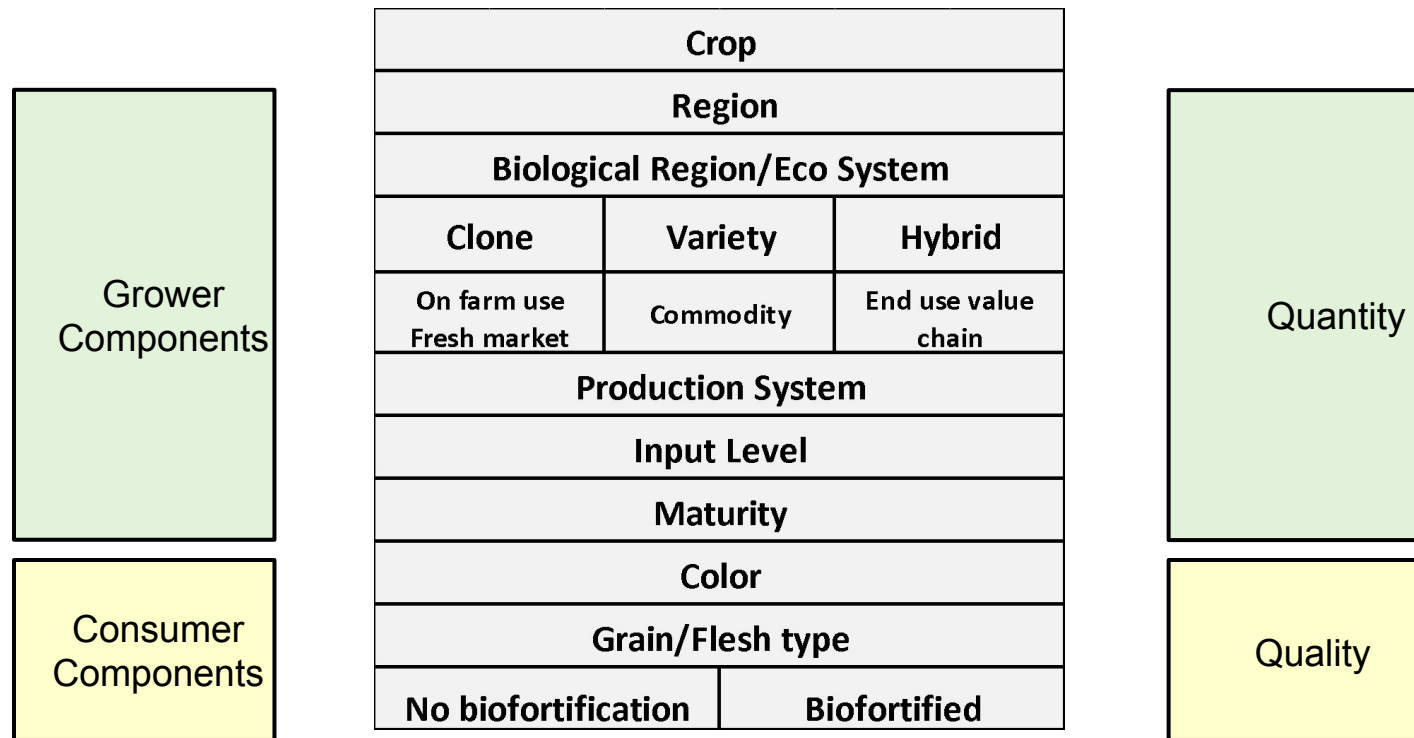 Crop
Region
Biological Region/Eco System
Clone
Variety
Hybrid
On farm use
Fresh market
Commodity
End use value
chain
Production System
Input Level
Maturity
Color
Grain/Flesh type
No biofortification
Biofortified
Grower
Components
Consumer
Components
Quantity
Quality